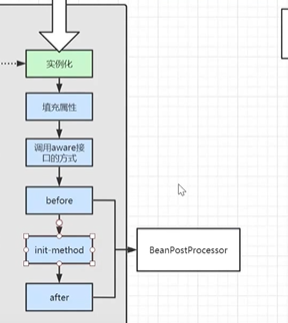 实例化
填充属性
调用aware接
口的方式
before
init-method
BeanPostProcessor
after